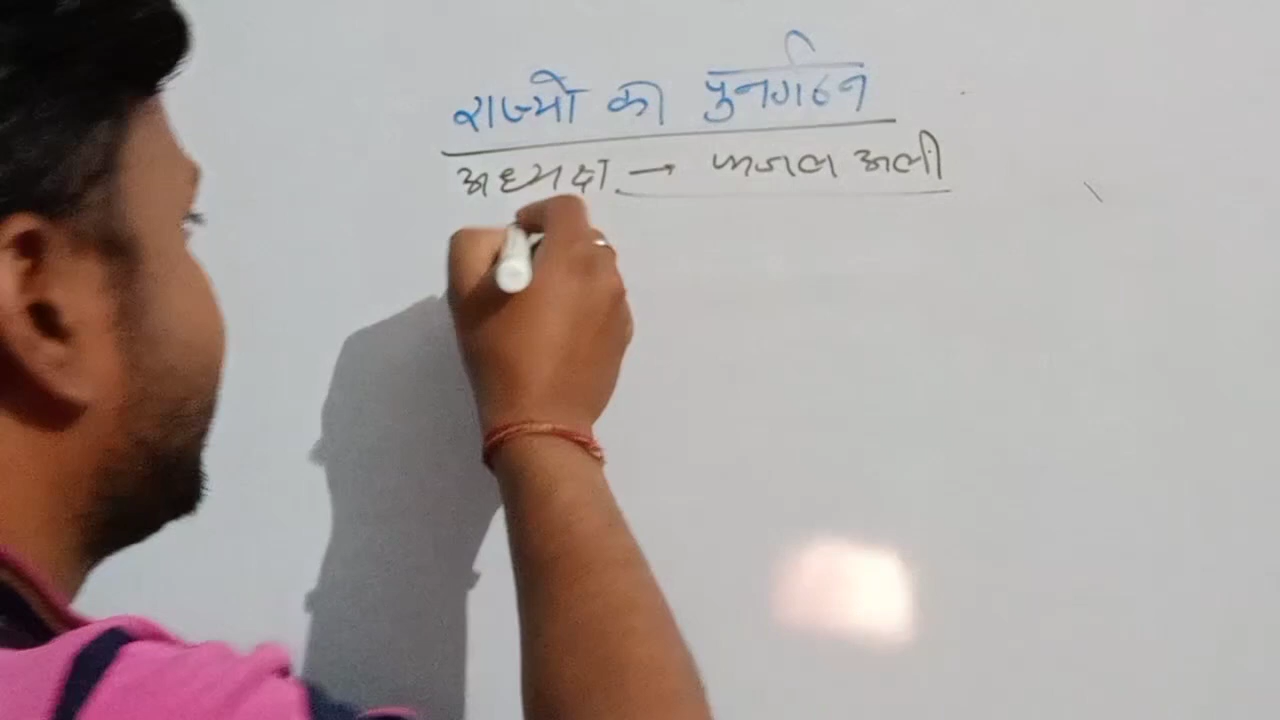 राज्यो का पुनर्गठन
अध्यक्ष → फजल अली